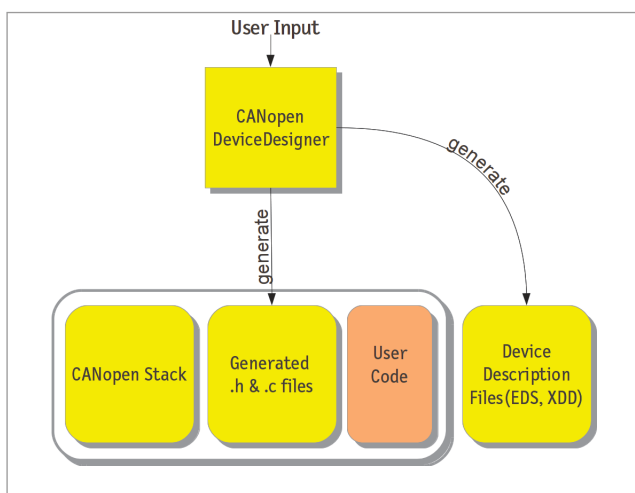 User Input
CANopen
DeviceDesigner
generate
generate
CANopen Stack
Generated
.h & .c files
User
Code
Device
Description
Files(EDS, XDD)